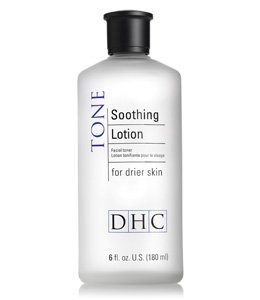 TONE
Soothing
Lotion
Facial toner
Lotion tonifiante pour le visage
for drier skin
DHC
6 fl. oz. U.S. (180 ml)